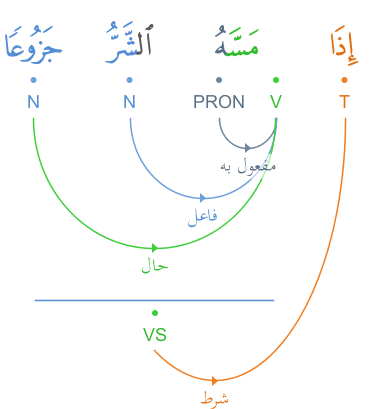 إِذَا مَسَّهُ ٱلشَّرُّ جَزُوعًا
T V PRON N N
مفعول به
فاعل
حال
VS
شرط